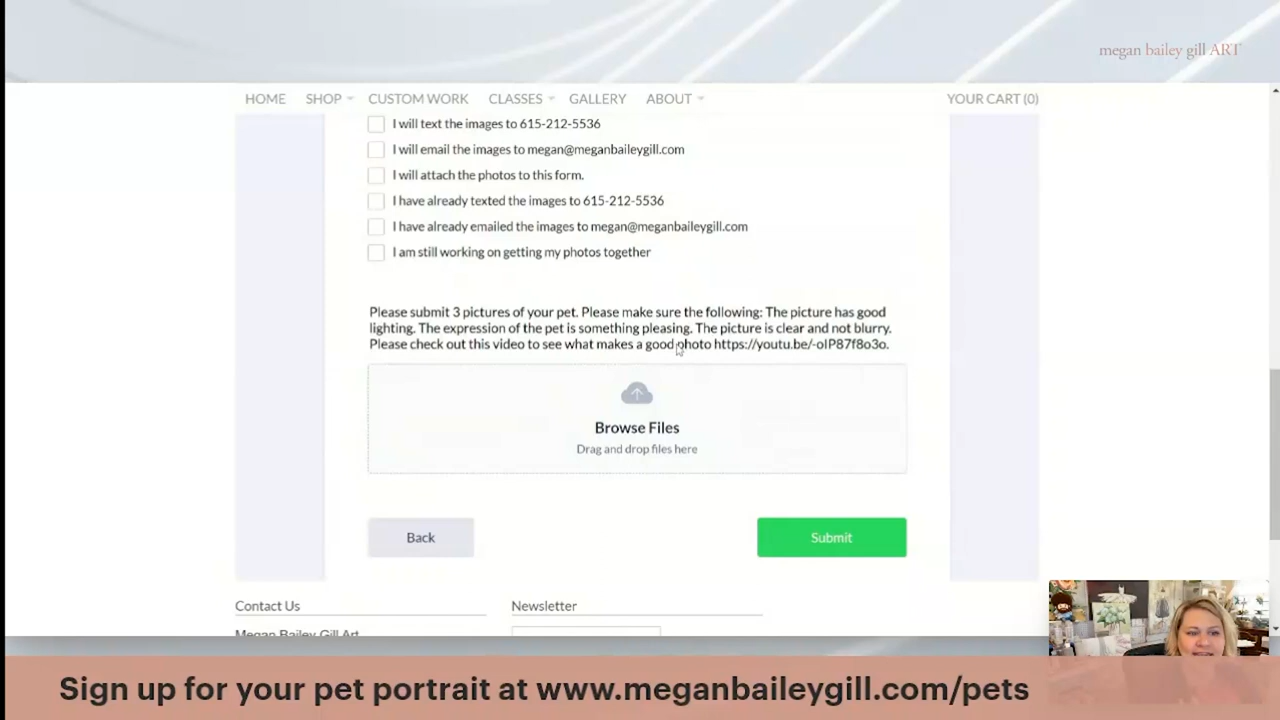 megan bailey gill ART
HOME SHOP CUSTOM WORK CLASSES GALLERY ABOUT YOUR CART (0)
I will text the images to 615-212-5536
I will email the images to megan@meganbaileygill.com
I will attach the photos to this form.
I have already texted the images to 615-212-5536
I have already emailed the images to megan@meganbaileygill.com
I am still working on getting my photos together
Please submit 3 pictures of your pet. Please make sure the following: The picture has good
lighting. The expression of the pet is something pleasing. The picture is clear and not blurry.
Please check out this video to see what makes a good photo https://youtu.be/-oIP87f8o3o.
Browse Files
Drag and drop files here
Back Submit
Contact Us Newsletter
Megan Bailey Gill Art
Sign up for your pet portrait at www.meganbaileygill.com/pets